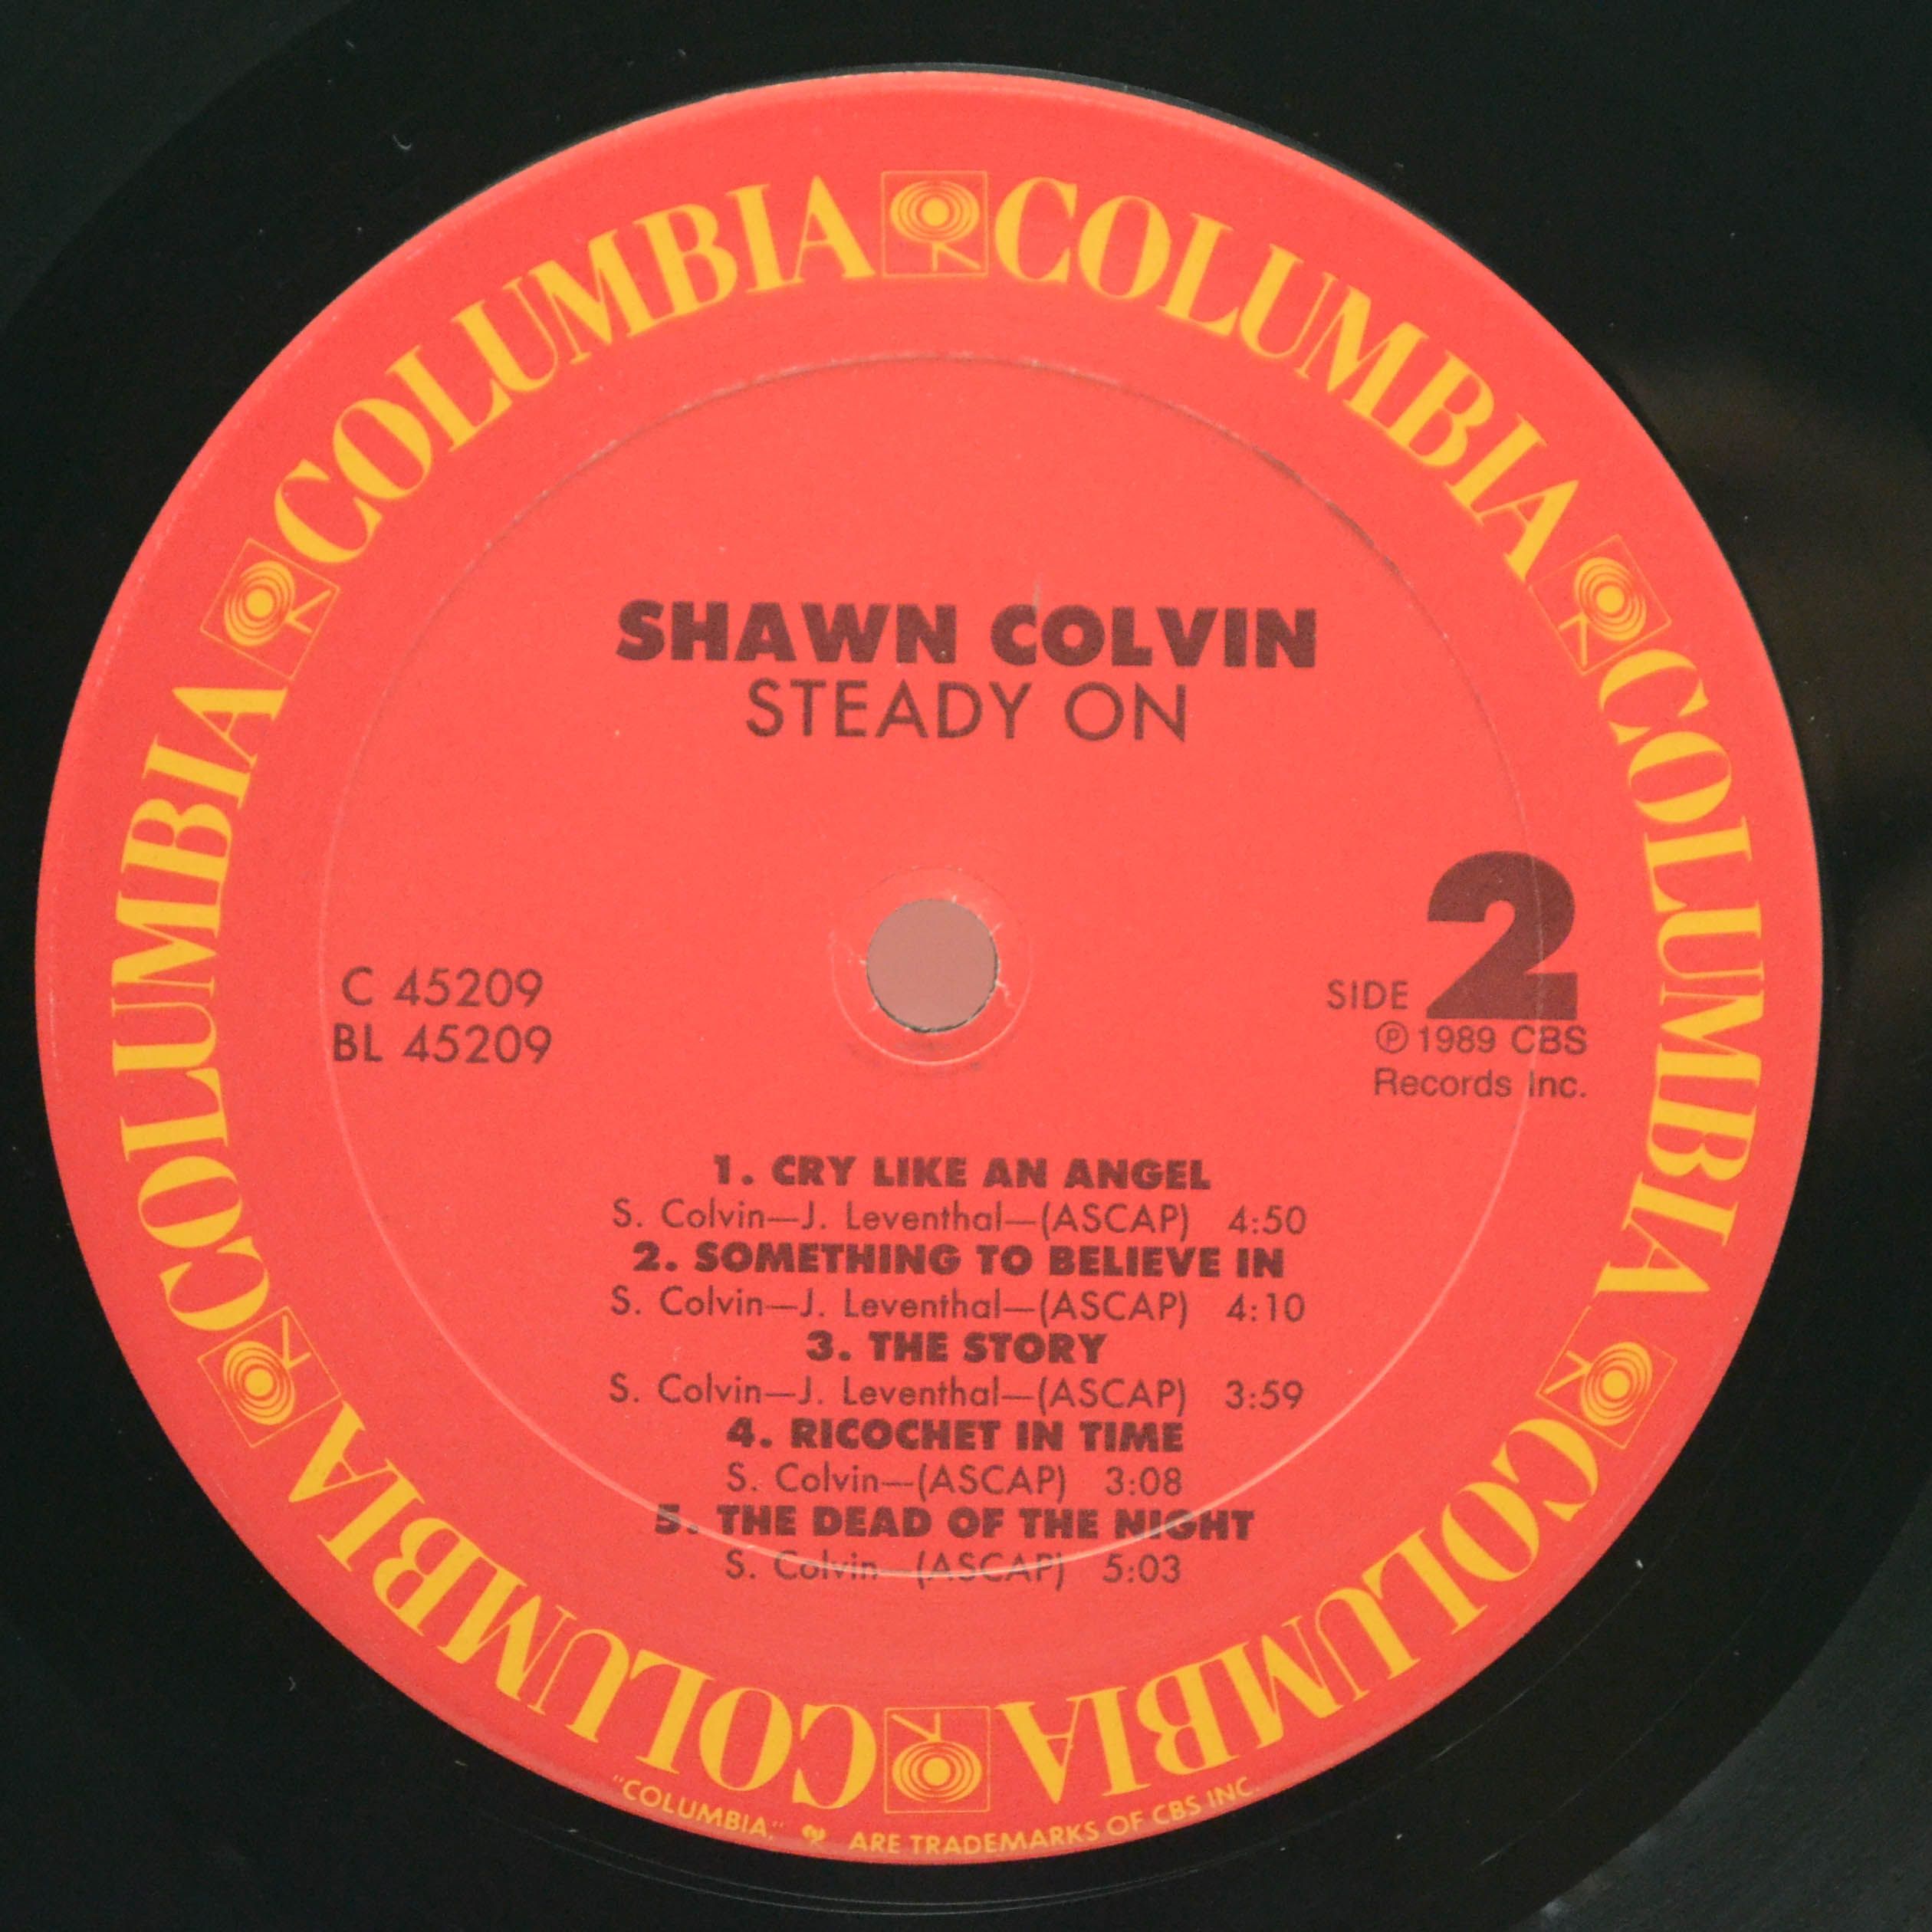 COLUMBIA COLUMBIA COLUMBIA COLUMBIA COLUMBIA COLUMBIA
SHAWN COLVIN
STEADY ON
C 45209
BL 45209
SIDE 2
℗ 1989 CBS
Records Inc.
1. CRY LIKE AN ANGEL
S. Colvin—J. Leventhal—(ASCAP) 4:50
2. SOMETHING TO BELIEVE IN
S. Colvin—J. Leventhal—(ASCAP) 4:10
3. THE STORY
S. Colvin—J. Leventhal—(ASCAP) 3:59
4. RICOCHET IN TIME
S. Colvin—(ASCAP) 3:08
5. THE DEAD OF THE NIGHT
S. Colvin—(ASCAP) 5:03
"COLUMBIA," ARE TRADEMARKS OF CBS INC.